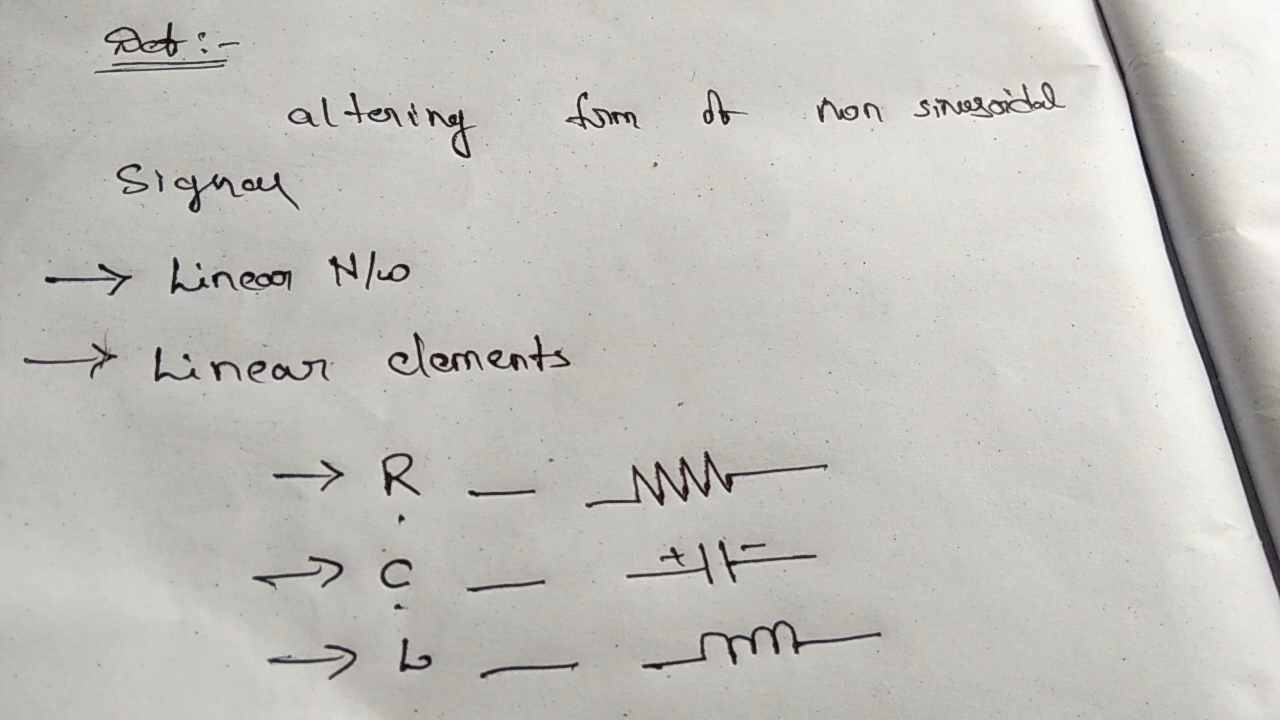 Def :-
altering form of non sinusoidal
Signal
→ Linear N/w
→ Linear elements
→ R —
→ C — + -
→ L —